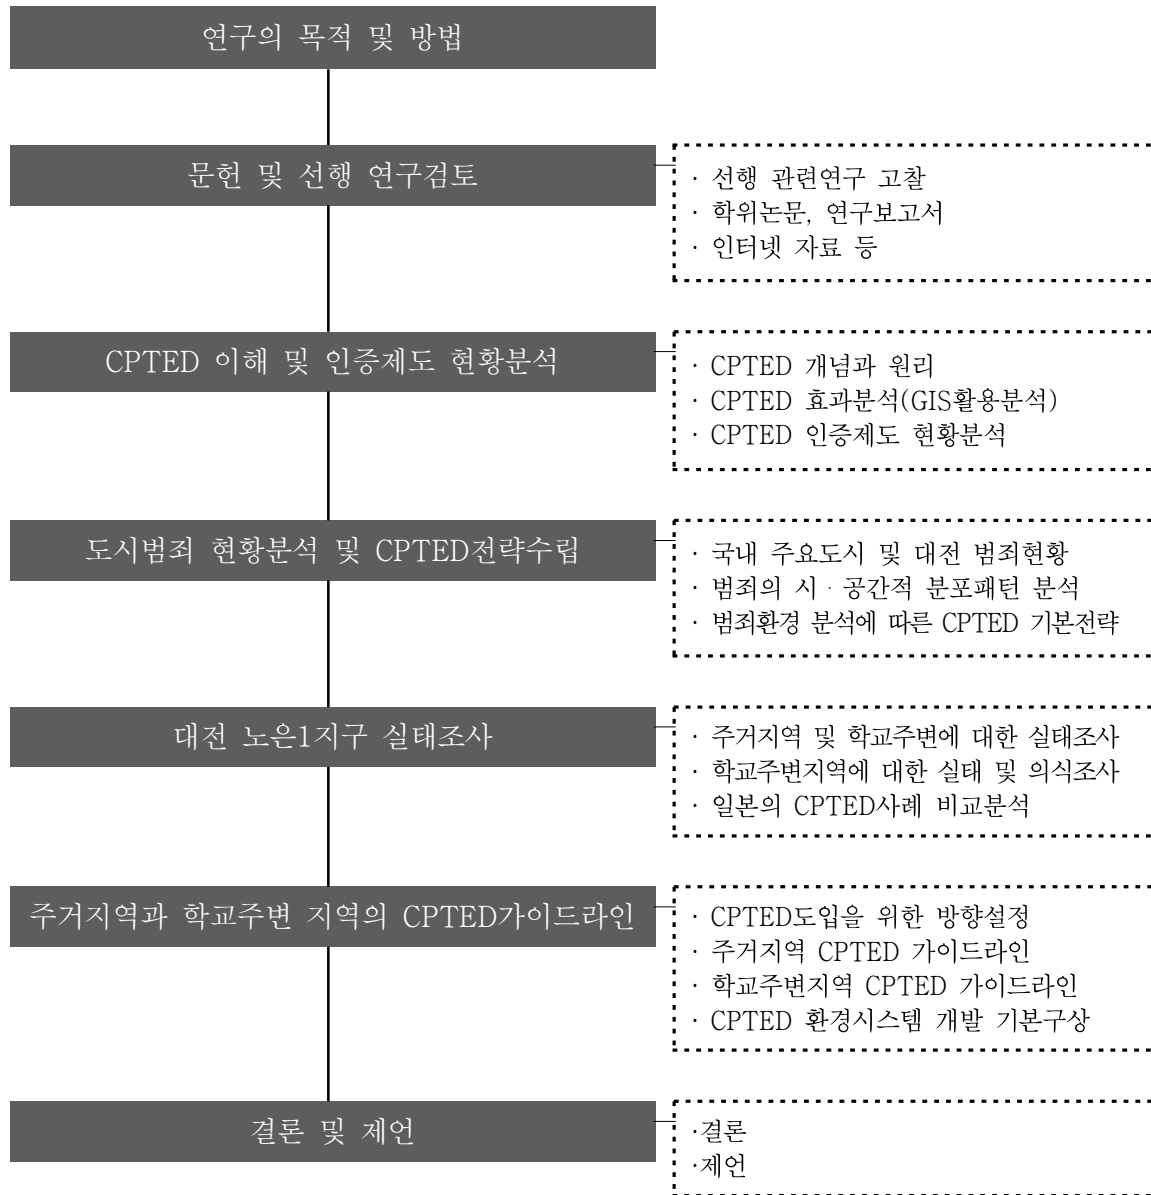 연구의 목적 및 방법
문헌 및 선행 연구검토
· 선행 관련연구 고찰
· 학위논문, 연구보고서
· 인터넷 자료 등
CPTED 이해 및 인증제도 현황분석
· CPTED 개념과 원리
· CPTED 효과분석(GIS활용분석)
· CPTED 인증제도 현황분석
도시범죄 현황분석 및 CPTED전략수립
· 국내 주요도시 및 대전 범죄현황
· 범죄의 시 · 공간적 분포패턴 분석
· 범죄환경 분석에 따른 CPTED 기본전략
대전 노은1지구 실태조사
· 주거지역 및 학교주변에 대한 실태조사
· 학교주변지역에 대한 실태 및 의식조사
· 일본의 CPTED사례 비교분석
주거지역과 학교주변 지역의 CPTED가이드라인
· CPTED도입을 위한 방향설정
· 주거지역 CPTED 가이드라인
· 학교주변지역 CPTED 가이드라인
· CPTED 환경시스템 개발 기본구상
결론 및 제언
·결론
·제언